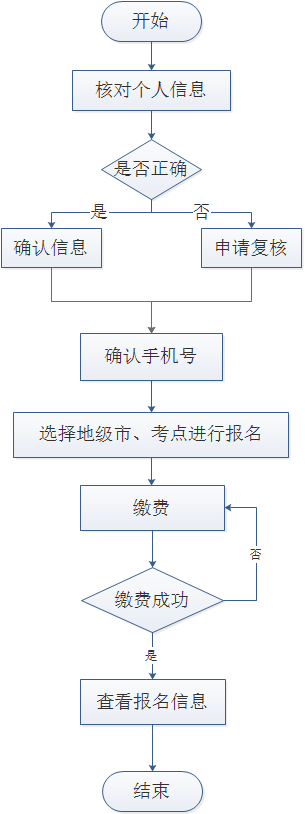 开始
核对个人信息
是否正确
是
否
确认信息
申请复核
确认手机号
选择地级市、考点进行报名
缴费
否
缴费成功
是
查看报名信息
结束